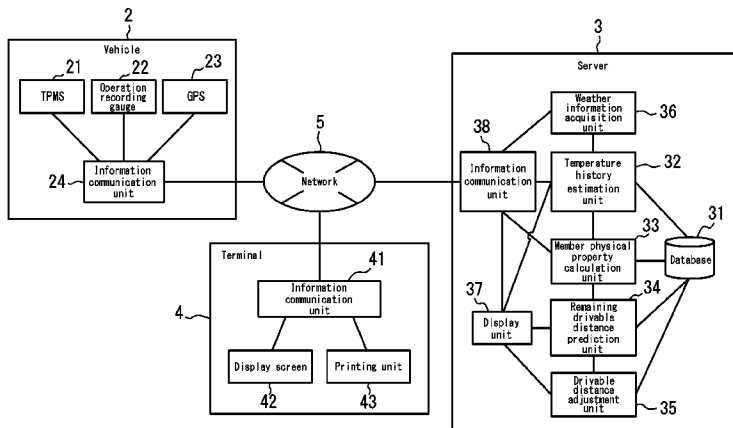 2
Vehicle
21
22
23
TPMS
Operation
recording
gauge
GPS
24
Information
communication
unit
5
Network
Terminal
41
Information
communication
unit
4
Display screen
Printing unit
42
43
3
Server
Weather
information
acquisition
unit
36
38
Information
communication
unit
Temperature
history
estimation
unit
32
33
31
Member physical
property
calculation
unit
Database
34
37
Display
unit
Remaining
drivable
distance
prediction
unit
Drivable
distance
adjustment
unit
35